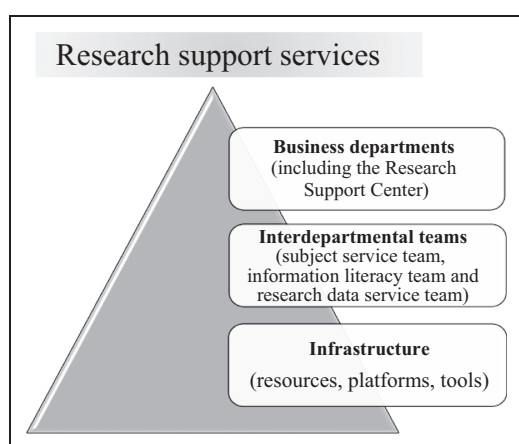 Research support services
Business departments
(including the Research
Support Center)
Interdepartmental teams
(subject service team,
information literacy team and
research data service team)
Infrastructure
(resources, platforms, tools)